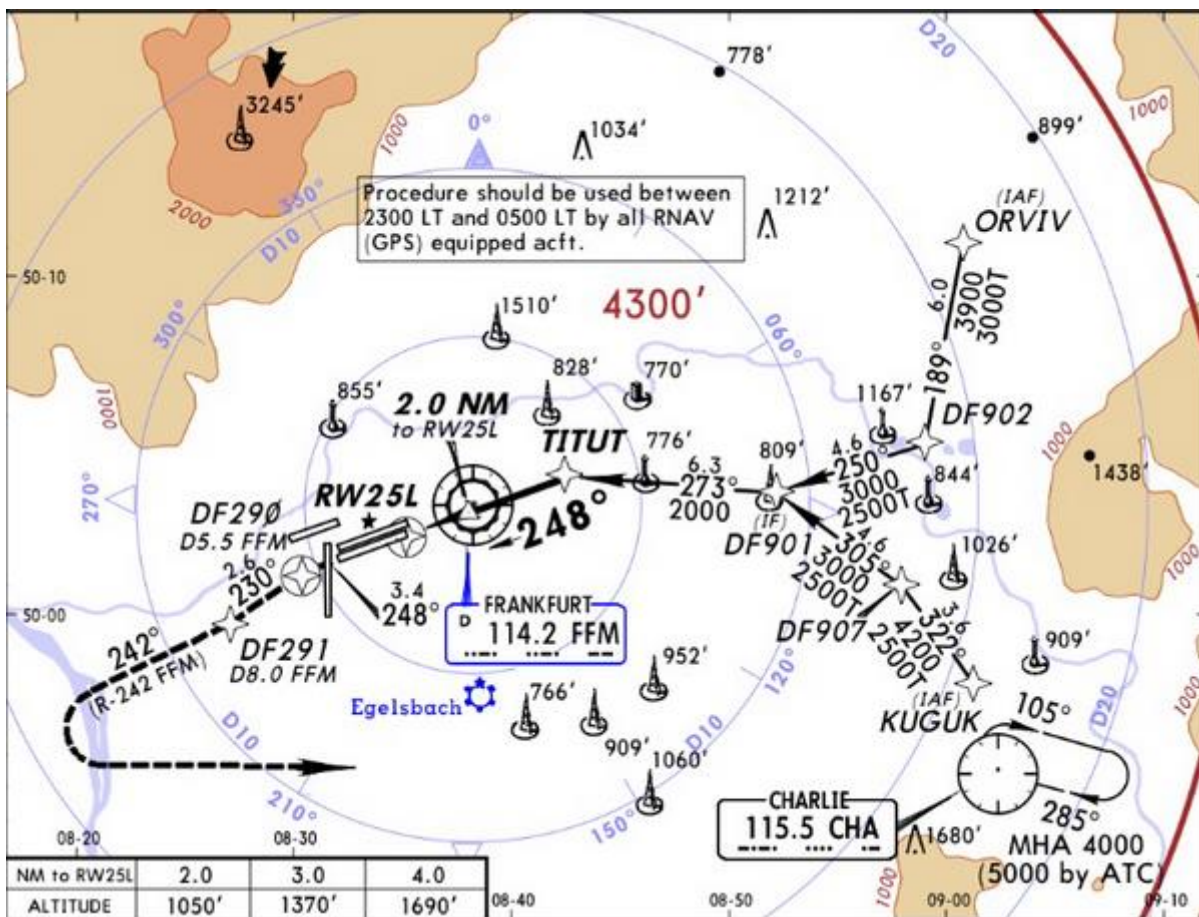 D20
778'
3245'
1000
0°
1034'
899'
1000
2000
350°
D10
Procedure should be used between
2300 LT and 0500 LT by all RNAV
(GPS) equipped acft.
1212'
(IAF)
ORVIV
50-10
6.0
3900
3000T
4300'
1510'
300°
060°
189°
855'
828'
770'
1167'
DF902
1000
2.0 NM
to RW25L
TITUT
776'
809'
4.6
250°
3000
2500T
844'
1000
1438'
270°
RW25L
6.3
273°
2000
(IF)
DF901
DF290
D5.5 FFM
248°
4.6
305°
3000
2500T
1026'
2.6
230°
3.4
248°
FRANKFURT
D
114.2 FFM
1000
50-00
DF907
3.6
322°
4200
2500T
242°
(R-242 FFM)
DF291
D8.0 FFM
909'
952'
120°
(IAF)
KUGUK
1000
Egelsbach
766'
105°
D20
D10
909'
D10
1060'
210°
150°
CHARLIE
115.5 CHA
285°
08-20
08-30
1680'
MHA 4000
(5000 by ATC)
1000
NM to RW25L 2.0 3.0 4.0
ALTITUDE 1050' 1370' 1690'
08-40
08-50
09-00
09-10